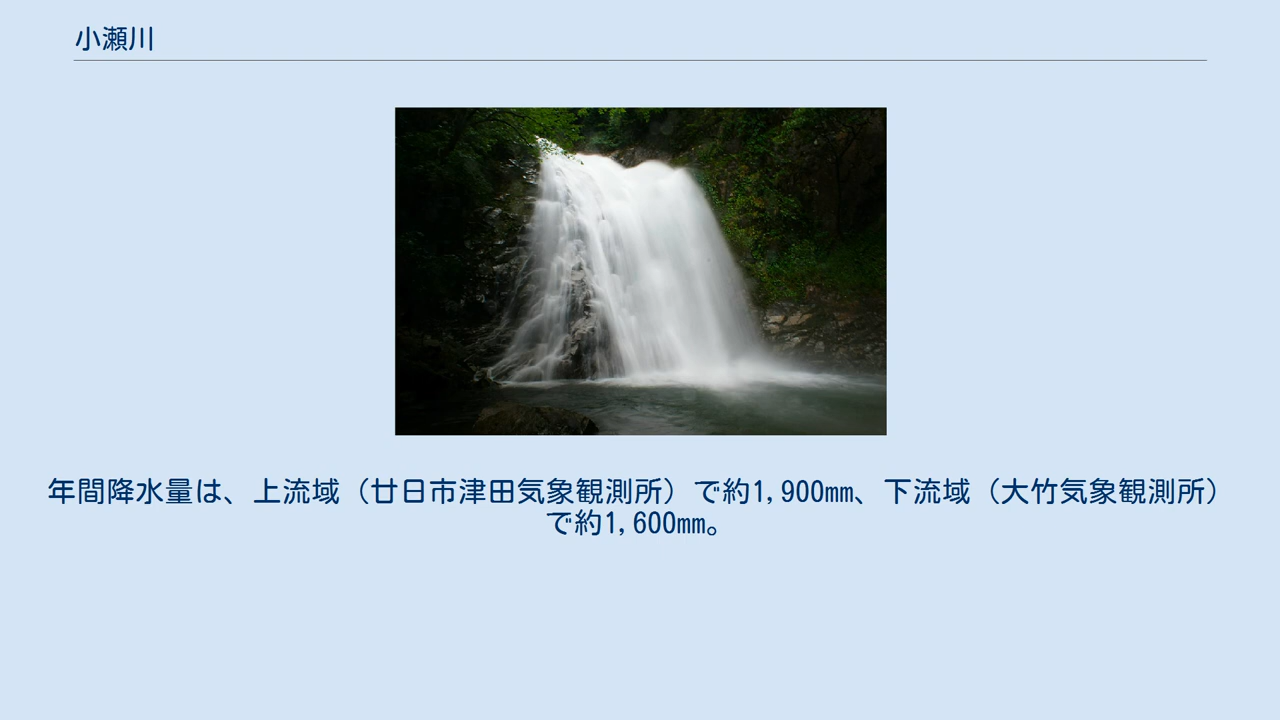 小瀬川
年間降水量は、上流域（廿日市津田気象観測所）で約1,900mm、下流域（大竹気象観測所）
で約1,600mm。